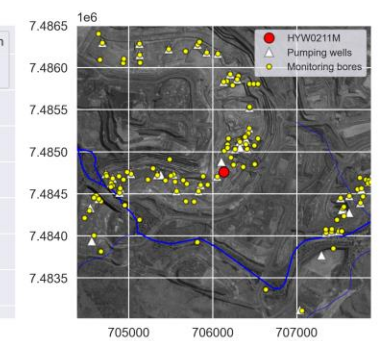 n
1e6
7.4865
7.4860
7.4855
7.4850
7.4845
7.4840
7.4835
HYW0211M
Pumping wells
Monitoring bores
705000 706000 707000